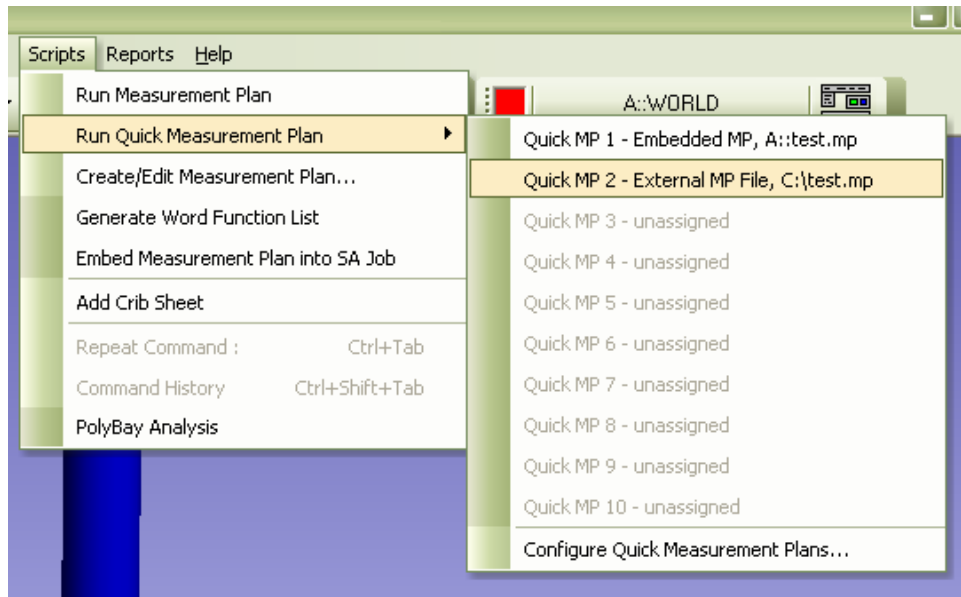 Scripts Reports Help
Run Measurement Plan
Run Quick Measurement Plan
Create/Edit Measurement Plan...
Generate Word Function List
Embed Measurement Plan into SA Job
Add Crib Sheet
Repeat Command : Ctrl+Tab
Command History Ctrl+Shift+Tab
PolyBay Analysis
A::WORLD
Quick MP 1 - Embedded MP, A::test.mp
Quick MP 2 - External MP File, C:\test.mp
Quick MP 3 - unassigned
Quick MP 4 - unassigned
Quick MP 5 - unassigned
Quick MP 6 - unassigned
Quick MP 7 - unassigned
Quick MP 8 - unassigned
Quick MP 9 - unassigned
Quick MP 10 - unassigned
Configure Quick Measurement Plans...